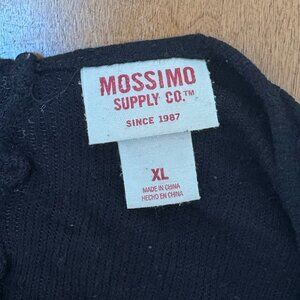 MOSSIMO
SUPPLY CO.™
SINCE 1987
XL
MADE IN CHINA
HECHO EN CHINA